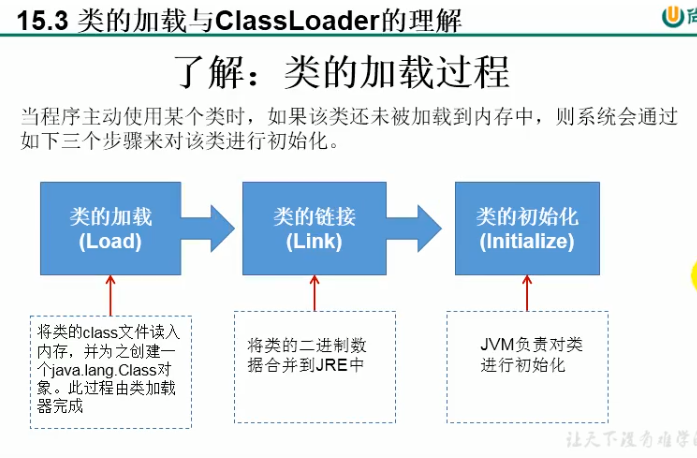 15.3 类的加载与ClassLoader的理解
了解：类的加载过程
当程序主动使用某个类时，如果该类还未被加载到内存中，则系统会通过
如下三个步骤来对该类进行初始化。
类的加载
(Load)
类的链接
(Link)
类的初始化
(Initialize)
将类的class文件读入
内存，并为之创建一
个java.lang.Class对
象。此过程由类加载
器完成
将类的二进制数
据合并到JRE中
JVM负责对类
进行初始化
让天下没有难学